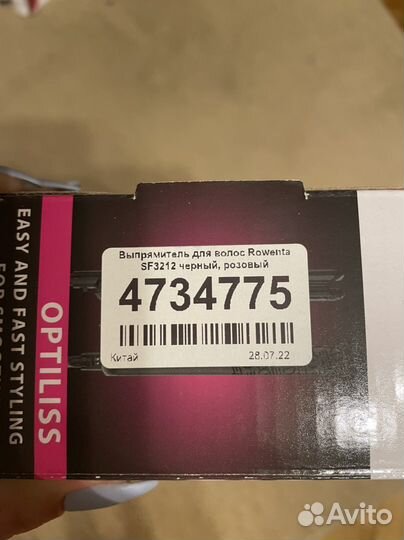 Выпрямитель для волос Rowenta
SF3212 черный, розовый
4734775
Китай
28.07.22
OPTILISS
EASY AND FAST STYLING
Avito